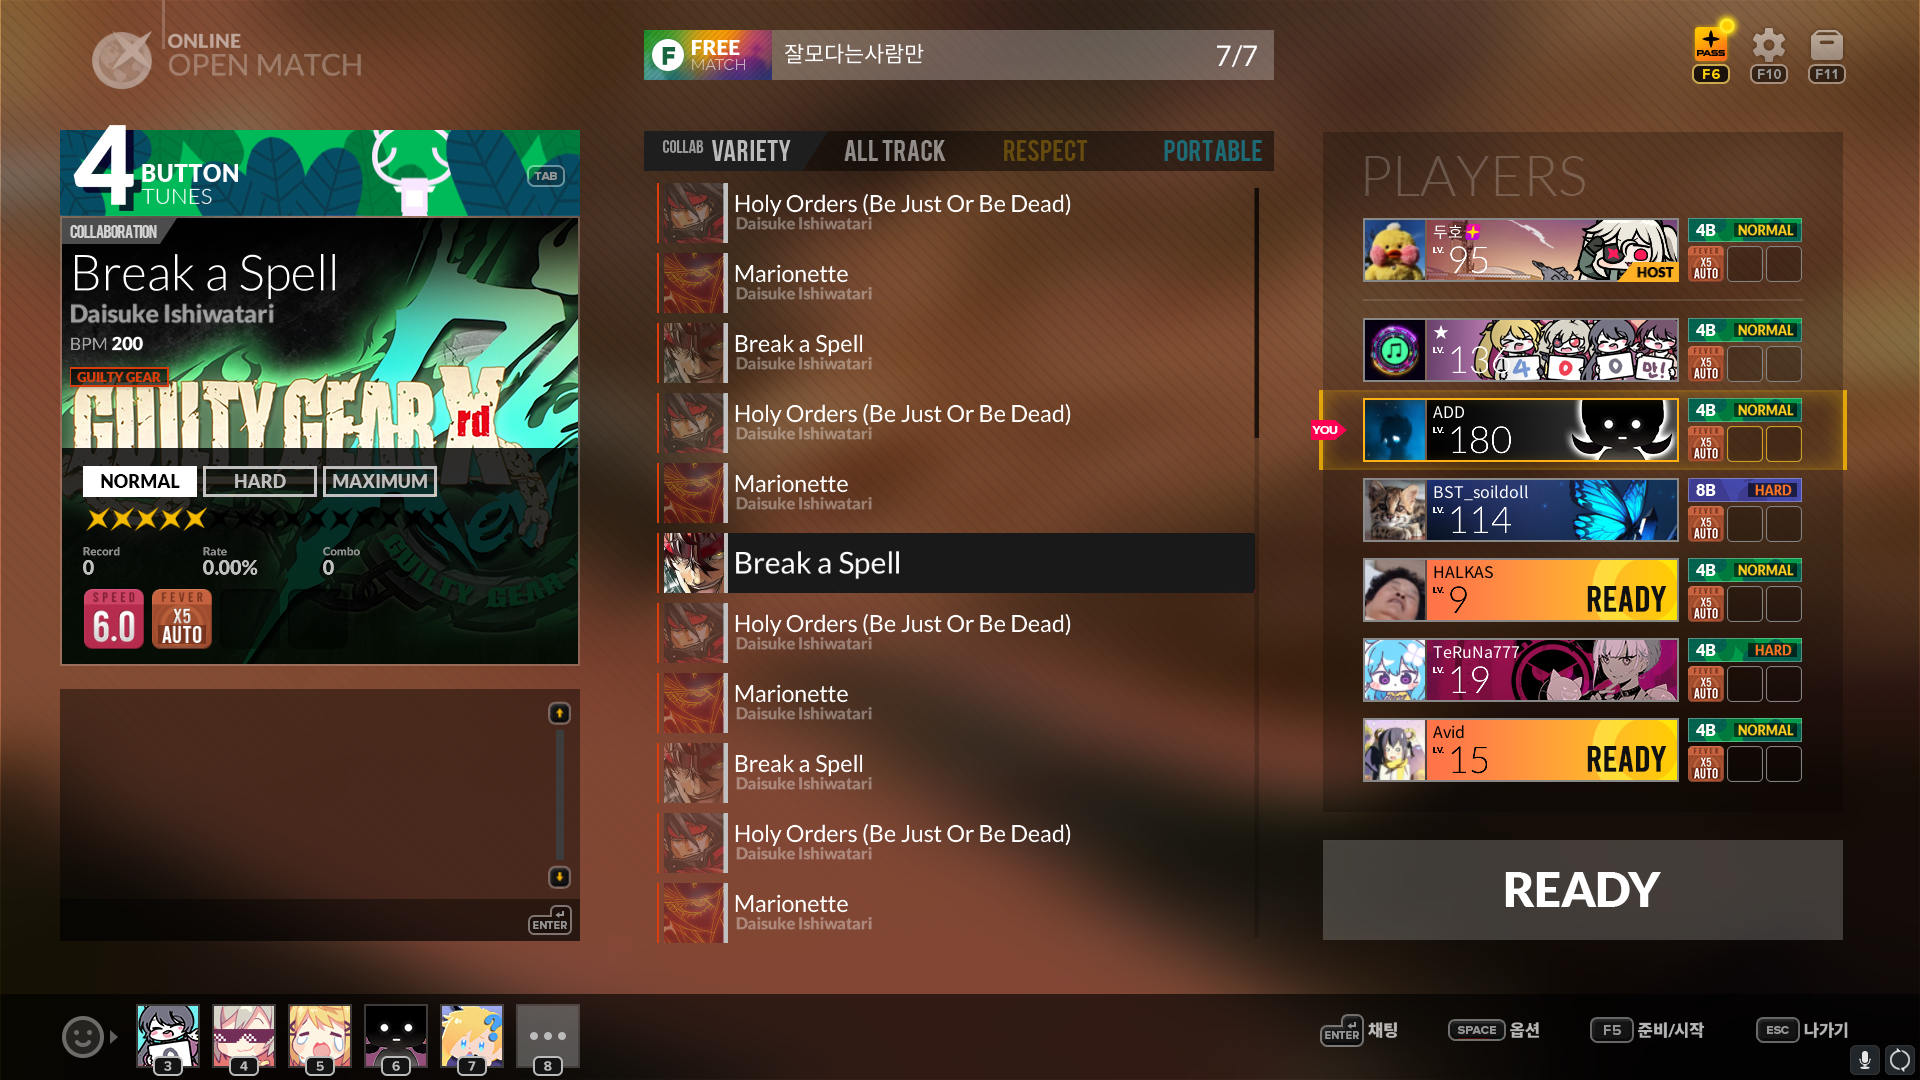 ONLINE
OPEN MATCH
F
FREE
MATCH
잘모다는사람만
7/7
PASS
F6
F10
F11
4
BUTTON
TUNES
TAB
COLLABORATION
Break a Spell
Daisuke Ishiwatari
BPM 200
GUILTY GEAR
GUILTY GEAR Xrd
NORMAL
HARD
MAXIMUM
Record
0
Rate
0.00%
Combo
0
SPEED
6.0
FEVER
X5
AUTO
ENTER
COLLAB VARIETY
ALL TRACK
RESPECT
PORTABLE
Holy Orders (Be Just Or Be Dead)
Daisuke Ishiwatari
Marionette
Daisuke Ishiwatari
Break a Spell
Daisuke Ishiwatari
Holy Orders (Be Just Or Be Dead)
Daisuke Ishiwatari
Marionette
Daisuke Ishiwatari
Break a Spell
Holy Orders (Be Just Or Be Dead)
Daisuke Ishiwatari
Marionette
Daisuke Ishiwatari
Break a Spell
Daisuke Ishiwatari
Holy Orders (Be Just Or Be Dead)
Daisuke Ishiwatari
Marionette
Daisuke Ishiwatari
PLAYERS
두호
LV. 95
HOST
4B NORMAL
FEVER
X5
AUTO
★
LV. 134
4 0 0 만!
4B NORMAL
FEVER
X5
AUTO
YOU
ADD
LV. 180
4B NORMAL
FEVER
X5
AUTO
BST_soildoll
LV. 114
8B HARD
FEVER
X5
AUTO
HALKAS
LV. 9
READY
4B NORMAL
FEVER
X5
AUTO
TeRuNa777
LV. 19
4B HARD
FEVER
X5
AUTO
Avid
LV. 15
READY
4B NORMAL
FEVER
X5
AUTO
READY
3
4
5
6
7
8
ENTER 채팅
SPACE 옵션
F5 준비/시작
ESC 나가기